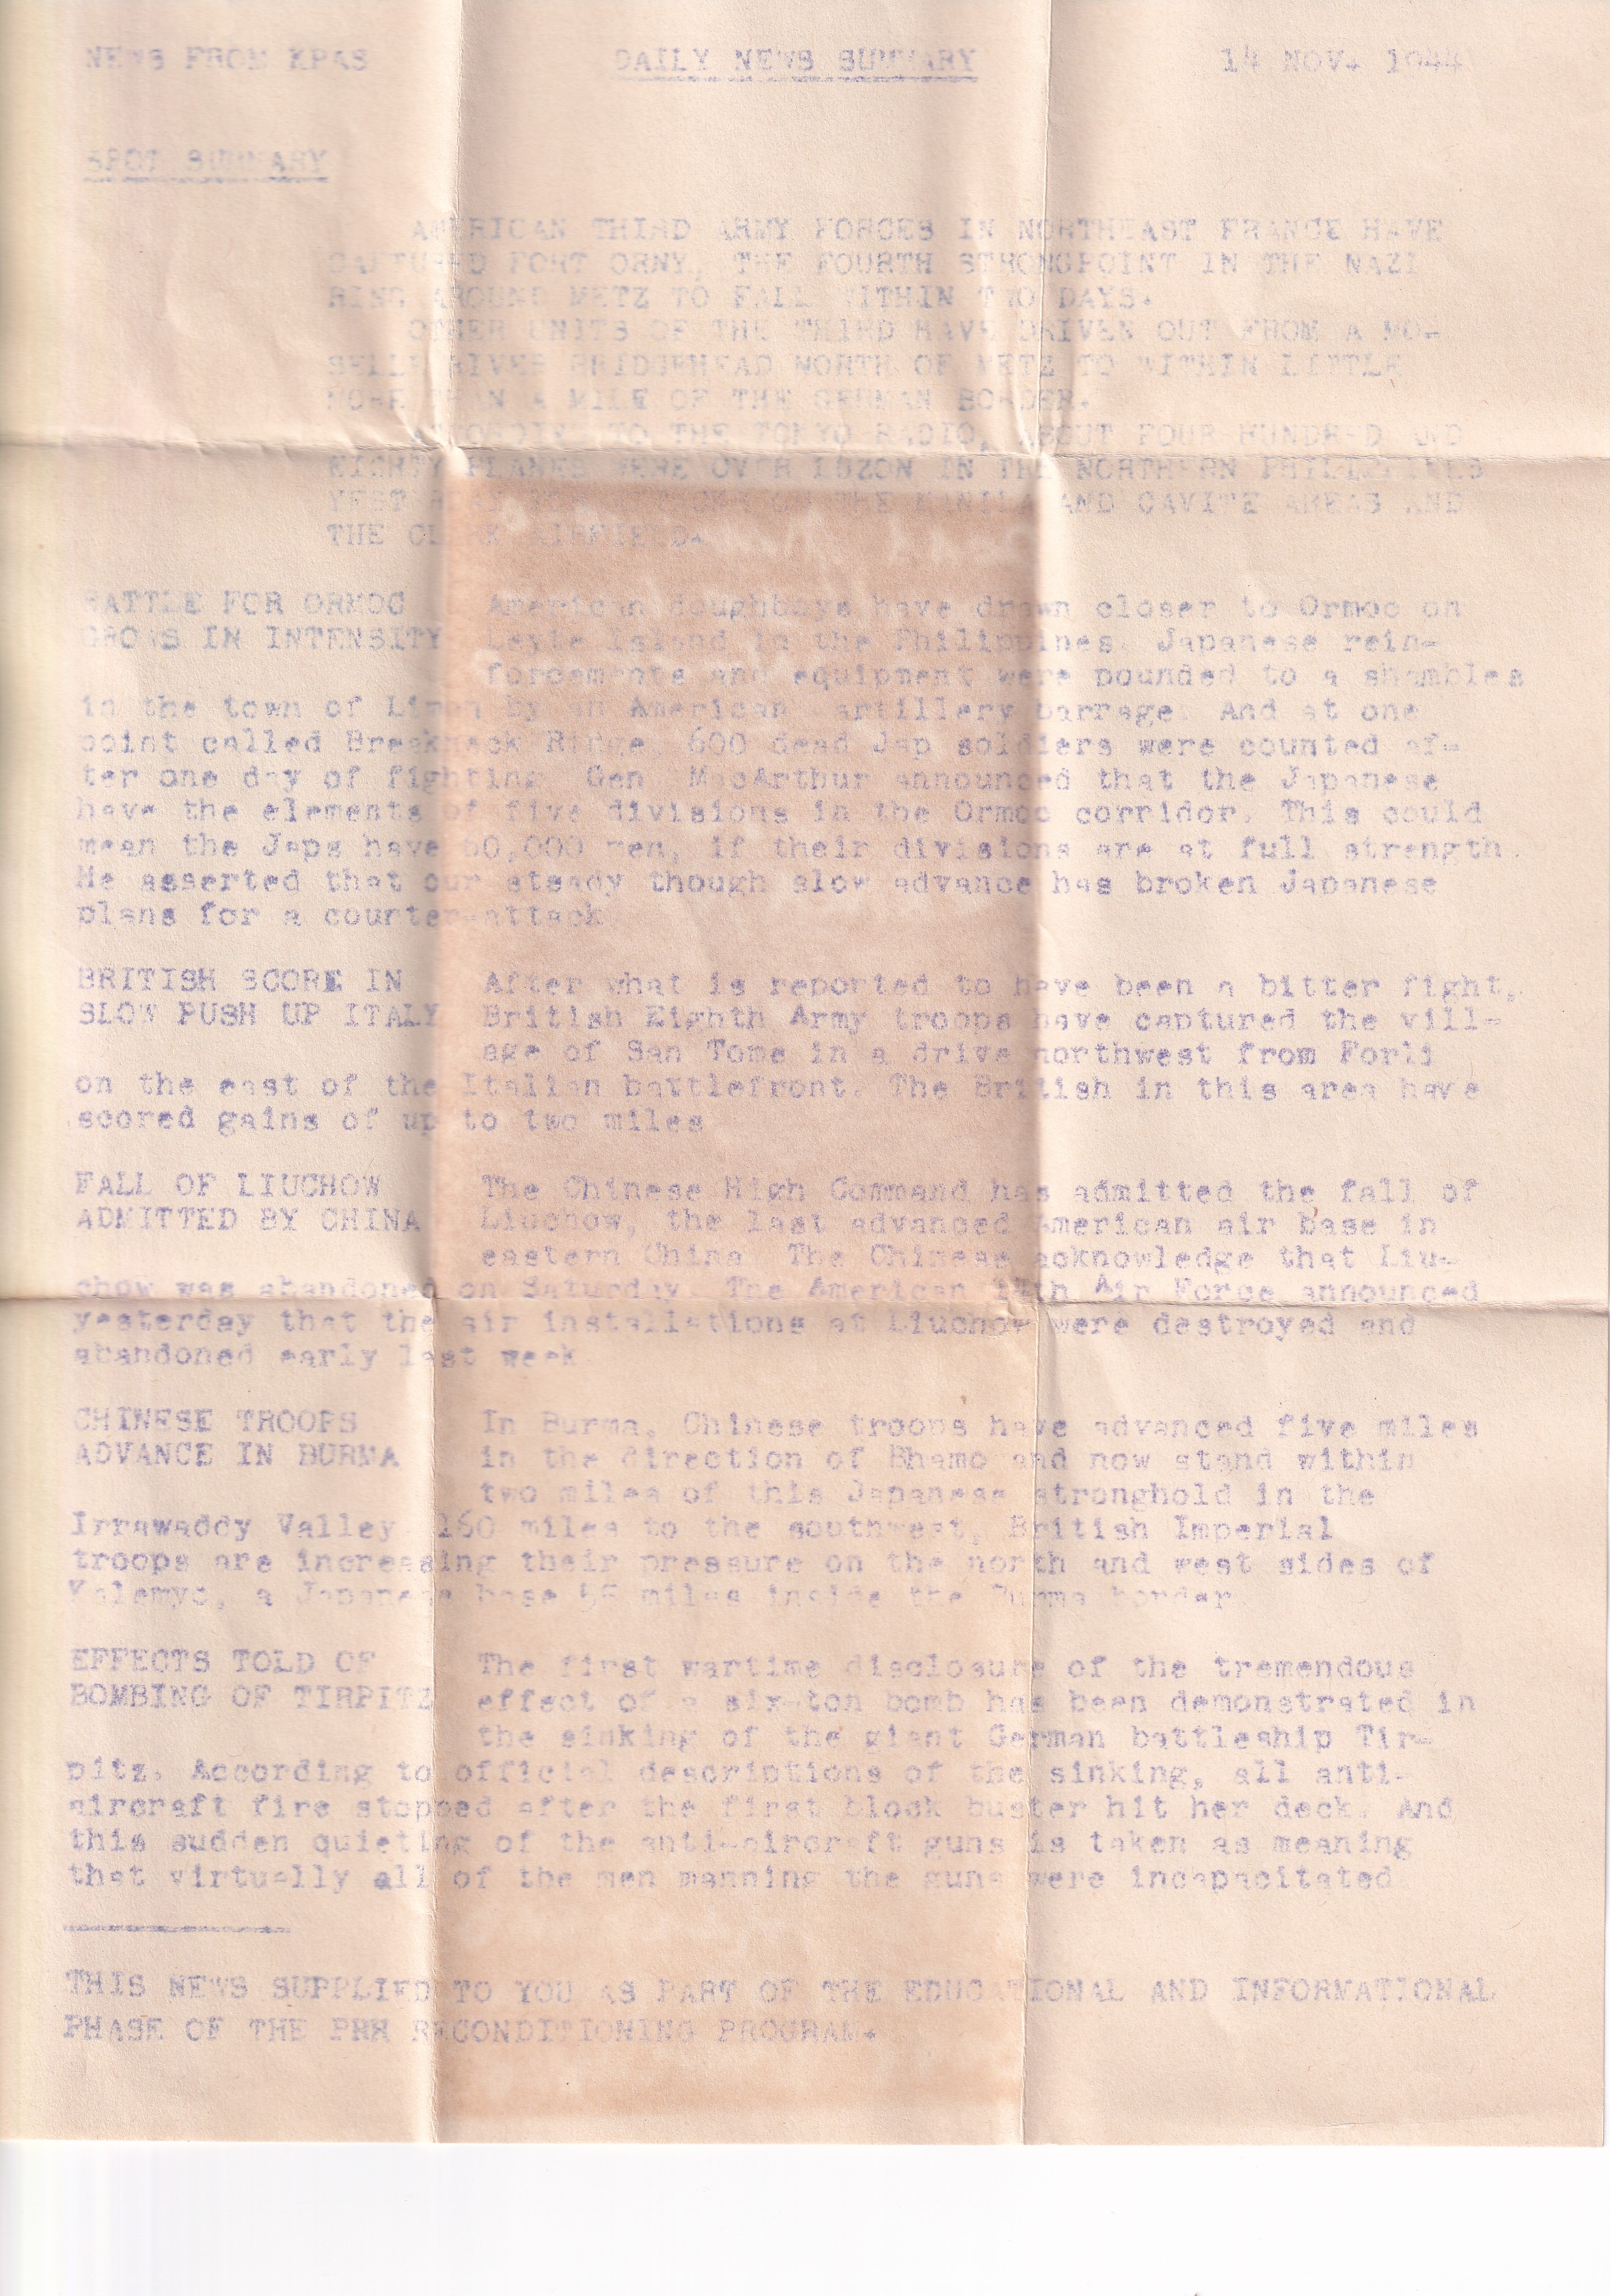 NEWS FROM KPAS DAILY NEWS SUMMARY 14 NOV. 1944
SPOT SUMMARY
AMERICAN THIRD ARMY FORCES IN NORTHEAST FRANCE HAVE
CAPTURED FORT ORNY, THE FOURTH STRONGPOINT IN THE NAZI
RING AROUND METZ TO FALL WITHIN TWO DAYS.
OTHER UNITS OF THE THIRD HAVE DRIVEN OUT FROM A MO-
SELLE RIVER BRIDGEHEAD NORTH OF METZ TO WITHIN LITTLE
MORE THAN A MILE OF THE GERMAN BORDER.
ACCORDING TO THE TOKYO RADIO, ABOUT FOUR HUNDRED AND
EIGHTY PLANES WERE OVER LUZON IN THE NORTHERN PHILIPPINES
YESTERDAY ON THE MANILA AND CAVITE AREAS AND
THE CLARK AIRFIELD.
BATTLE FOR ORMOC American doughboys have drawn closer to Ormoc on
GROWS IN INTENSITY Leyte Island in the Philippines. Japanese rein-
forcements and equipment were pounded to a shambles
in the town of Limon by an American artillery barrage. And at one
point called Breakneck Ridge, 600 dead Jap soldiers were counted af-
ter one day of fighting. Gen. MacArthur announced that the Japanese
have the elements of five divisions in the Ormoc corridor. This could
mean the Japs have 60,000 men, if their divisions are at full strength.
He asserted that our steady though slow advance has broken Japanese
plans for a counter-attack.
BRITISH SCORE IN After what is reported to have been a bitter fight,
SLOW PUSH UP ITALY British Eighth Army troops have captured the vill-
age of San Tome in a drive northwest from Forli
on the east of the Italian battlefront. The British in this area have
scored gains of up to two miles
FALL OF LIUCHOW The Chinese High Command has admitted the fall of
ADMITTED BY CHINA Liuchow, the last advanced American air base in
eastern China. The Chinese acknowledge that Liu-
chow was abandoned on Saturday. The American 14th Air Force announced
yesterday that the air installations at Liuchow were destroyed and
abandoned early last week.
CHINESE TROOPS In Burma, Chinese troops have advanced five miles
ADVANCE IN BURMA in the direction of Bhamo and now stand within
two miles of this Japanese stronghold in the
Irrawaddy Valley. 160 miles to the southwest, British Imperial
troops are increasing their pressure on the north and west sides of
Kalemyo, a Japanese base 55 miles inside the Burma border.
EFFECTS TOLD OF The first wartime disclosure of the tremendous
BOMBING OF TIRPITZ effect of a six-ton bomb has been demonstrated in
the sinking of the giant German battleship Tir-
pitz. According to official descriptions of the sinking, all anti-
aircraft fire stopped after the first block buster hit her deck. And
this sudden quieting of the anti-aircraft guns is taken as meaning
that virtually all of the men manning the guns were incapacitated.
THIS NEWS SUPPLIED TO YOU AS PART OF THE EDUCATIONAL AND INFORMATIONAL
PHASE OF THE PRH RECONDITIONING PROGRAM.